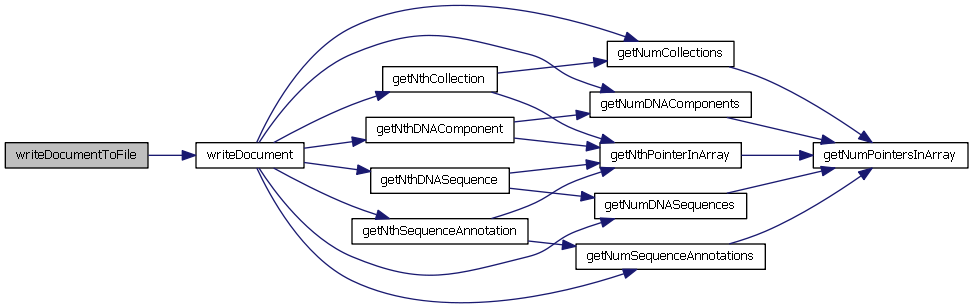 writeDocumentToFile
writeDocument
getNthCollection
getNthDNAComponent
getNthDNASequence
getNthSequenceAnnotation
getNumCollections
getNumDNAComponents
getNthPointerInArray
getNumDNASequences
getNumSequenceAnnotations
getNumPointersInArray